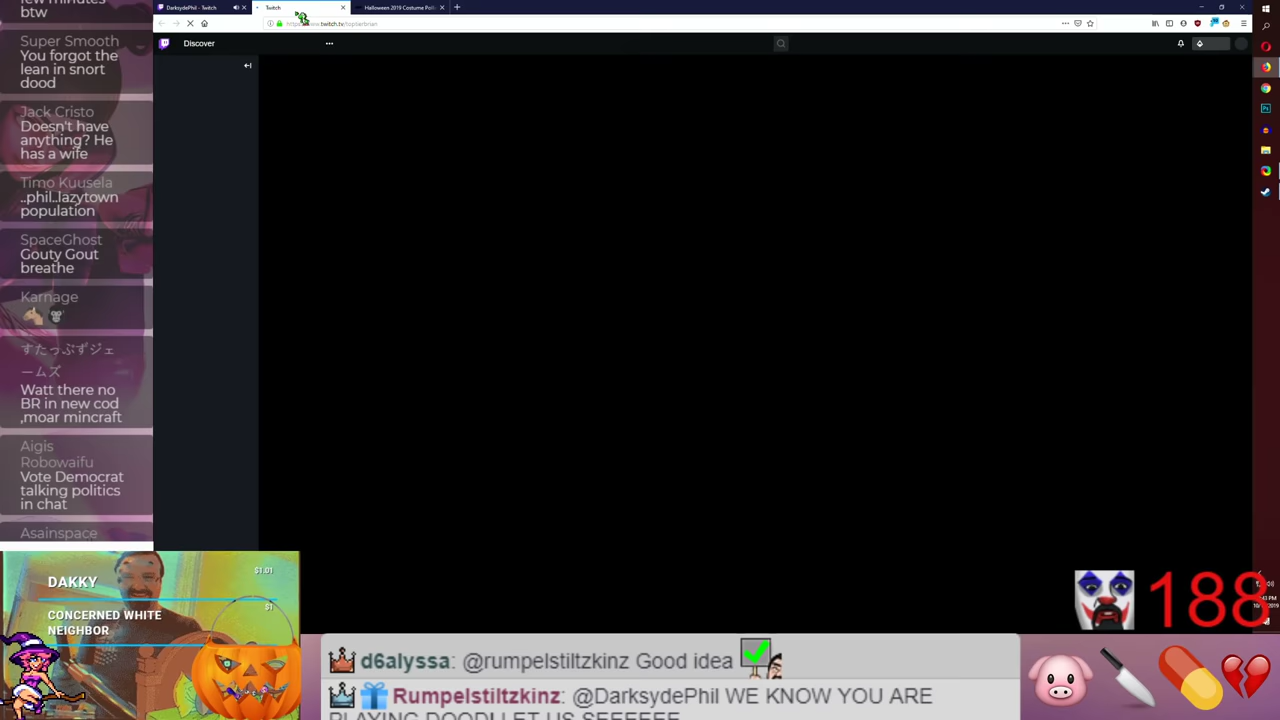 few minutes
btw
Super Smooth
You forgot the
lean in snort
dood
Jack Cristo
Doesn't have
anything? He
has a wife
Timo Kuusela
..phil..lazytown
population
SpaceGhost
Gouty Gout
breathe
Karnage
すたっぷずジェ
ームズ
Watt there no
BR in new cod
,moar mincraft
Aigis
Robowaifu
Vote Democrat
talking politics
in chat
Asainspace
DarksydePhil - Twitch
Twitch
Halloween 2019 Costume Poll
Discover
DAKKY
$1.01
CONCERNED WHITE
NEIGHBOR
$1
188
d6alyssa: @rumpelstiltzkinz Good idea
Rumpelstiltzkinz: @DarksydePhil WE KNOW YOU ARE
PLAYING DOOD! LET US SEEEEEE